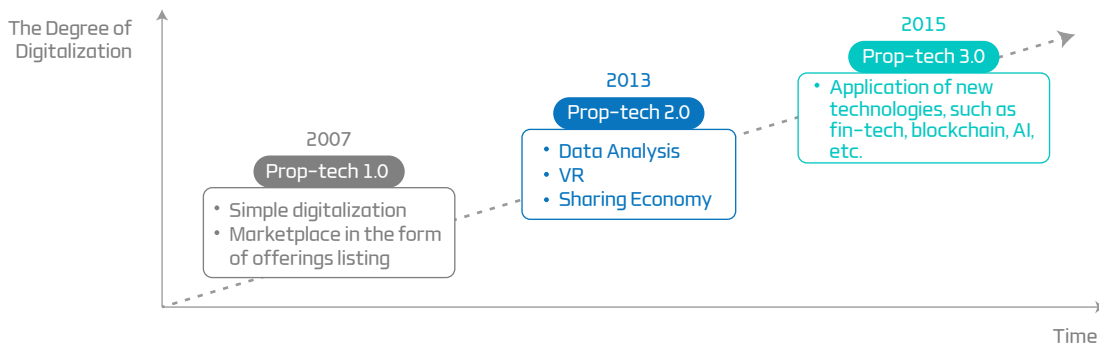 The Degree of
Digitalization
2007
Prop-tech 1.0
• Simple digitalization
• Marketplace in the form
of offerings listing
2013
Prop-tech 2.0
• Data Analysis
• VR
• Sharing Economy
2015
Prop-tech 3.0
• Application of new
technologies, such as
fin-tech, blockchain, AI,
etc.
Time